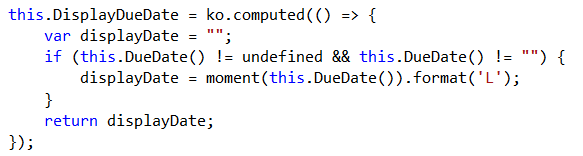 this.DisplayDueDate = ko.computed(() => {
    var displayDate = "";
    if (this.DueDate() != undefined && this.DueDate() != "") {
        displayDate = moment(this.DueDate()).format('L');
    }
    return displayDate;
});